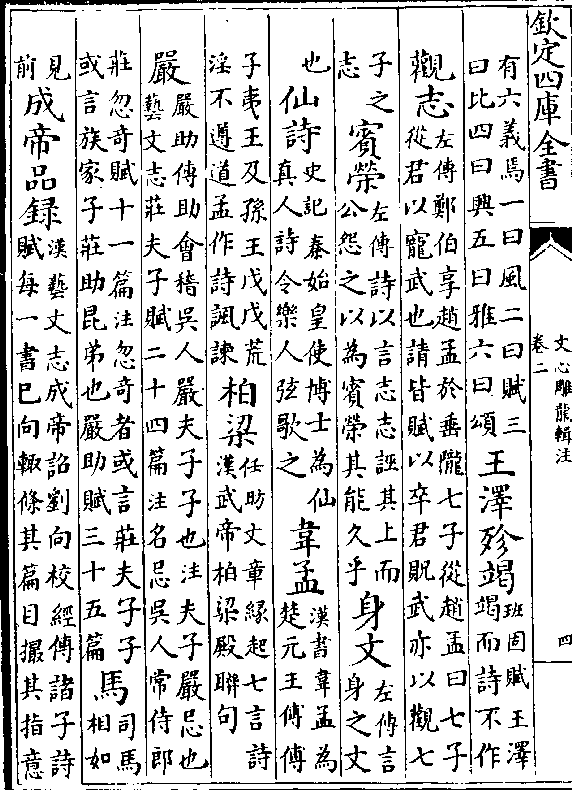 欽定四庫全書
文心雕龍輯注
卷二
四
有六義焉一曰風二曰賦三曰比四曰興五曰雅六曰頌王澤殄竭班固賦王澤竭而詩不作
觀志左傳鄭伯享趙孟於垂隴七子從趙孟曰七子從君以寵武也請皆賦以卒君貺武亦以觀七
子之志賓榮左傳詩以言志志誣其上而公怨之以為賓榮其能久乎身文左傳言身之文
也仙詩史記秦始皇使博士為仙真人詩令樂人弦歌之韋孟漢書韋孟為楚元王傅傅
子夷王及孫王戊戊荒淫不遵道孟作詩諷諫柏梁任昉文章緣起七言詩漢武帝柏梁殿聯句
嚴嚴助傳助會稽吳人嚴夫子子也注夫子嚴忌也藝文志莊夫子賦二十四篇注名忌吳人常侍郎
莊忽奇賦十一篇注忽奇者或言莊夫子子或言族家子莊助昆弟也嚴助賦三十五篇馬司馬相如
見前成帝品録漢藝文志成帝詔劉向校經傳諸子詩賦每一書已向輙條其篇目撮其指意